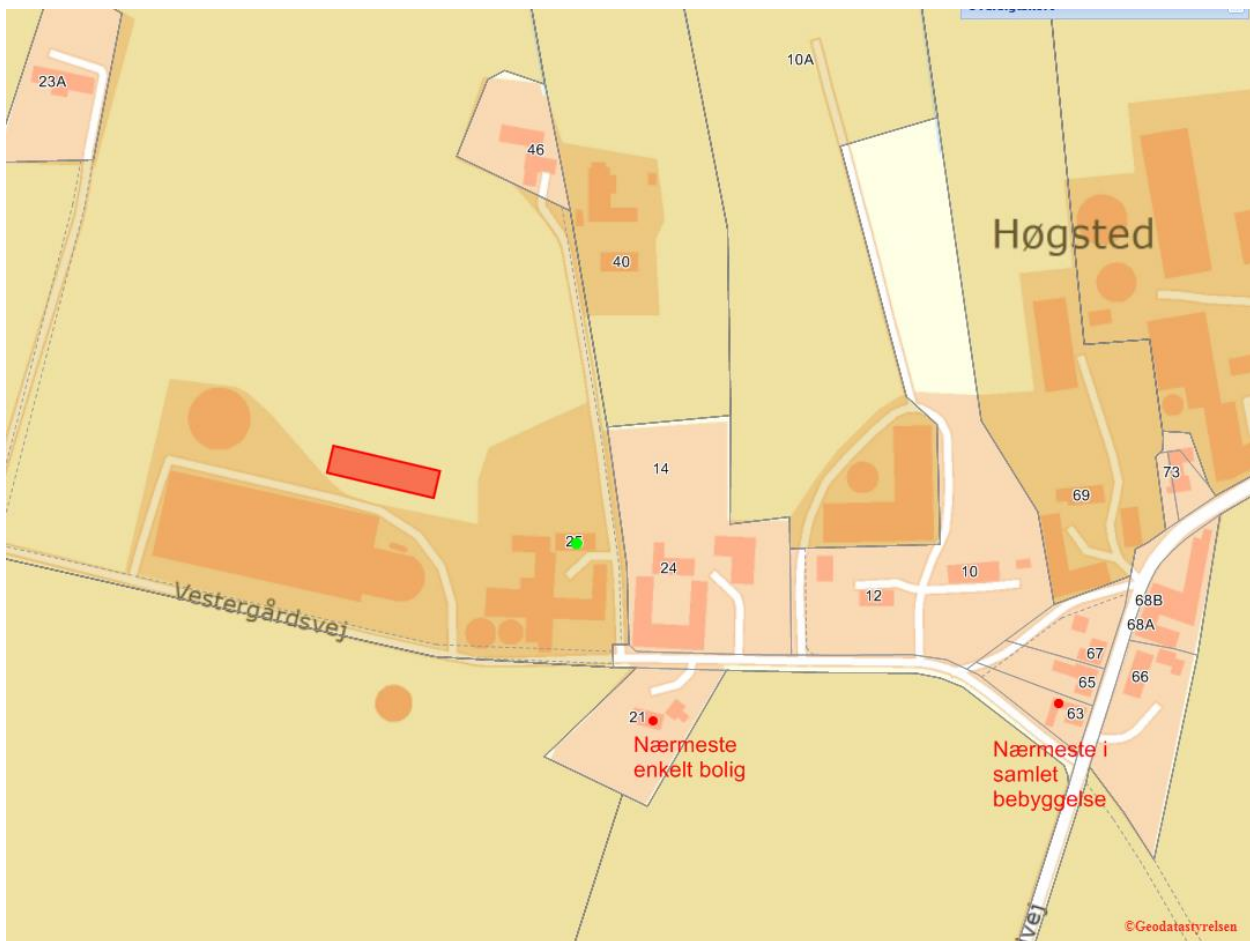 23A
10A
46
Høgsted
40
14
69
73
25
24
10
12
Vestergårdsvej
68B
68A
67
66
65
63
21
Nærmeste
enkelt bolig
Nærmeste i
samlet
bebyggelse
vej
©Geodatastyrelsen